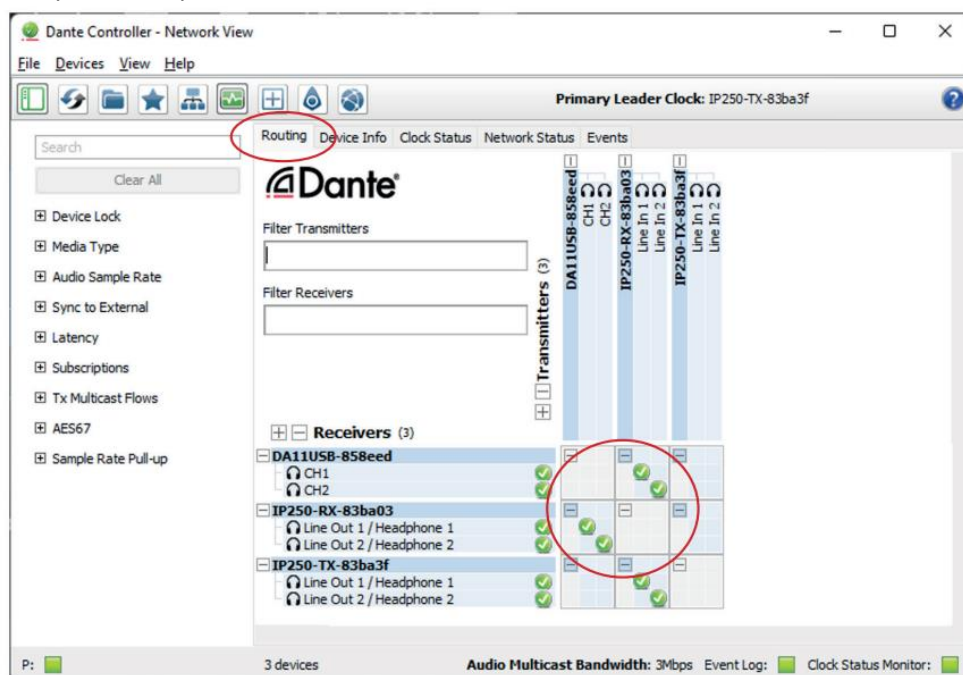 Dante Controller - Network View
File Devices View Help
Primary Leader Clock: IP250-TX-83ba3f
Search
Clear All
Device Lock
Media Type
Audio Sample Rate
Sync to External
Latency
Subscriptions
Tx Multicast Flows
AES67
Sample Rate Pull-up
Routing Device Info Clock Status Network Status Events
Dante
Filter Transmitters
Filter Receivers
Transmitters (3)
DA11USB-858eed
CH1
CH2
IP250-RX-83ba03
Line In 1
Line In 2
IP250-TX-83ba3f
Line In 1
Line In 2
Receivers (3)
DA11USB-858eed
CH1
CH2
IP250-RX-83ba03
Line Out 1 / Headphone 1
Line Out 2 / Headphone 2
IP250-TX-83ba3f
Line Out 1 / Headphone 1
Line Out 2 / Headphone 2
P: 3 devices Audio Multicast Bandwidth: 3Mbps Event Log: Clock Status Monitor: